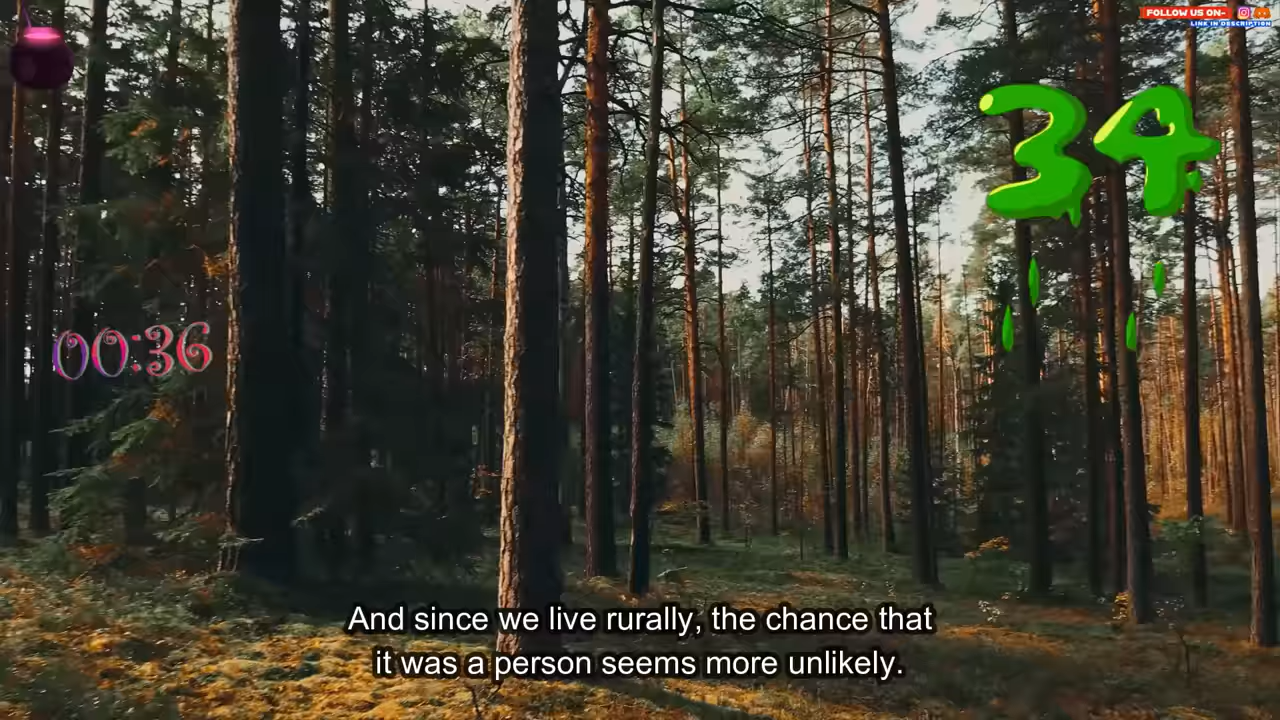 FOLLOW US ON-
LINK IN DESCRIPTION
34
00:36
And since we live rurally, the chance that
it was a person seems more unlikely.